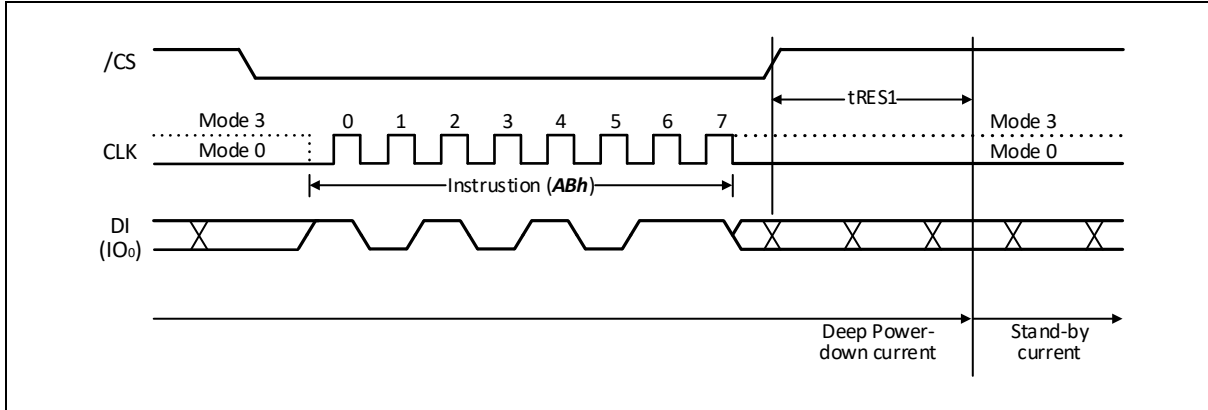 /CS
tRES1
Mode 3 0 1 2 3 4 5 6 7 Mode 3
CLK
Mode 0 Mode 0
Instrustion (ABh)
DI
(IO₀)
Deep Power-
down current
Stand-by
current